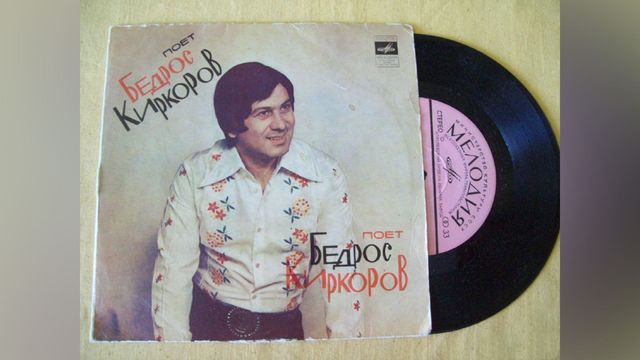 поет
Бедрос
Киркоров
поет
Бедрос
Киркоров
МЕЛОДИЯ
СТЕРЕО
33